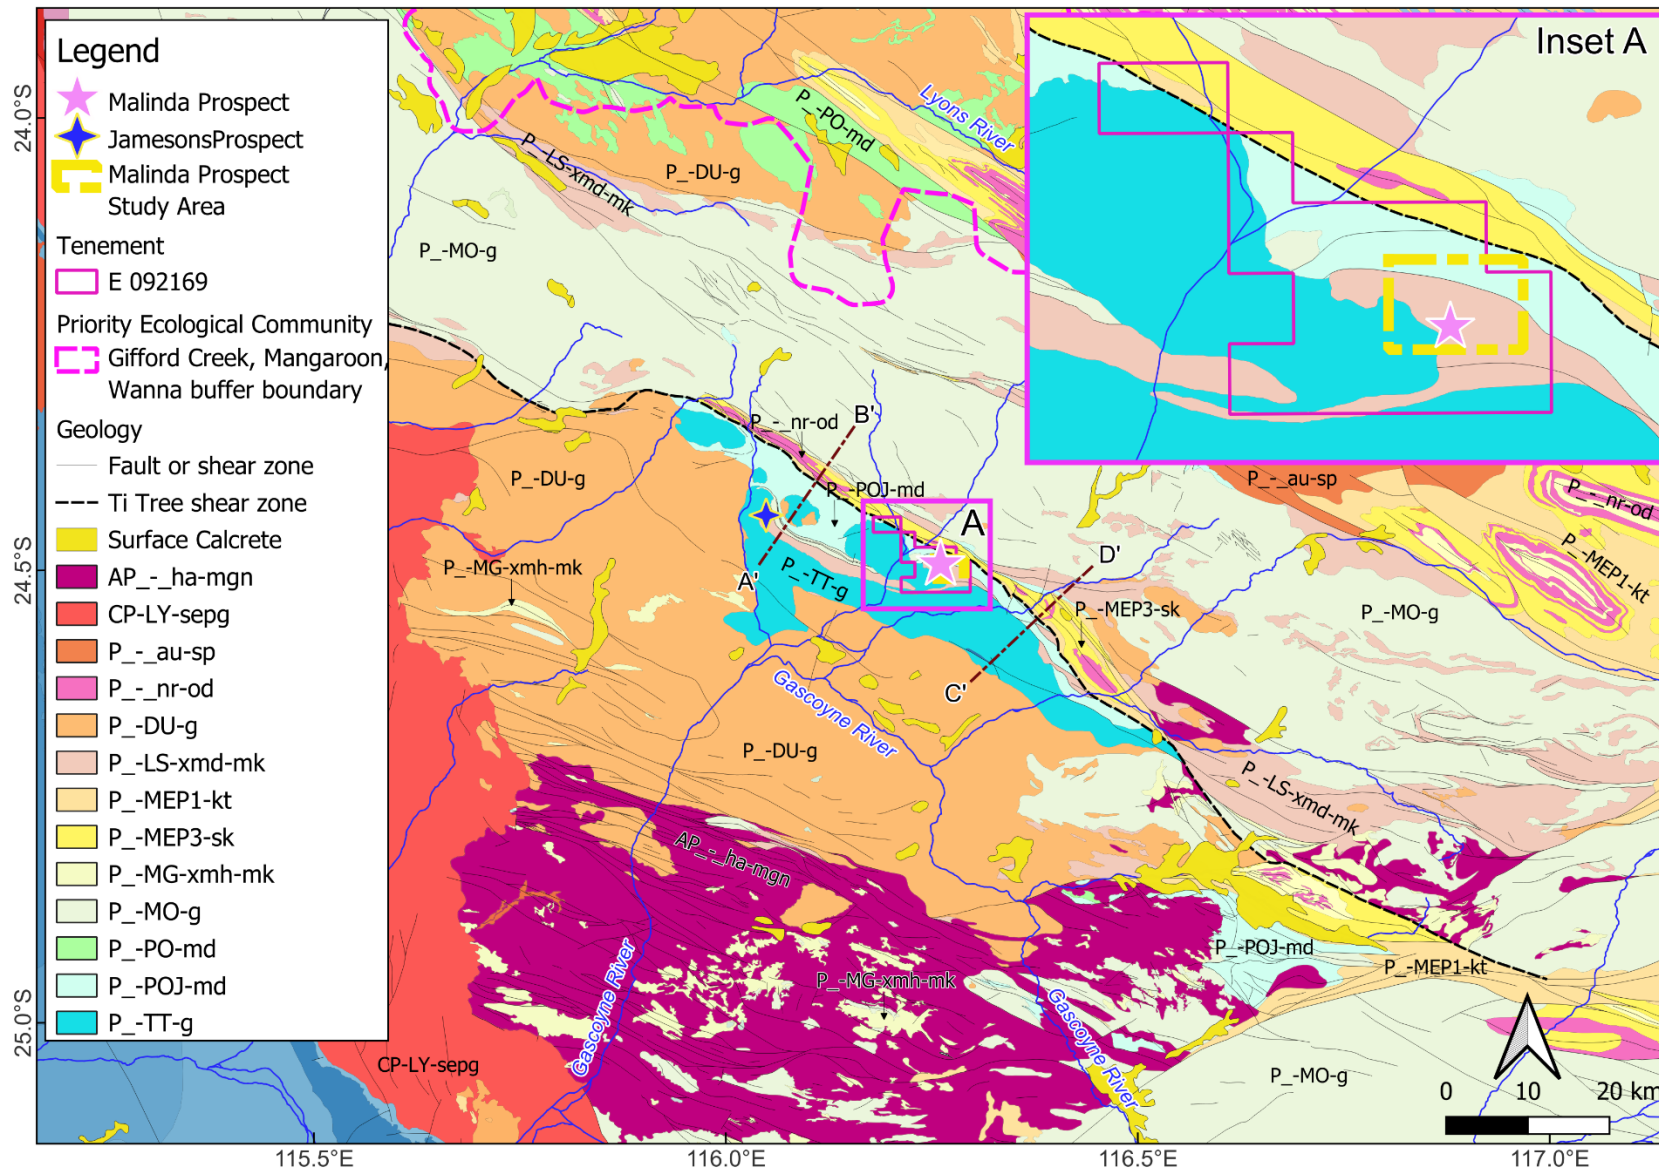 Legend
Malinda Prospect
JamesonsProspect
Malinda Prospect
Study Area
Tenement
E 092169
Priority Ecological Community
Gifford Creek, Mangaroon,
Wanna buffer boundary
Geology
Fault or shear zone
Ti Tree shear zone
Surface Calcrete
AP_-_ha-mgn
CP-LY-sepg
P_-_au-sp
P_-_nr-od
P_-DU-g
P_-LS-xmd-mk
P_-MEP1-kt
P_-MEP3-sk
P_-MG-xmh-mk
P_-MO-g
P_-PO-md
P_-POJ-md
P_-TT-g
Inset A
24.0°S
24.5°S
25.0°S
115.5°E
116.0°E
116.5°E
117.0°E
P_-PO-md
Lyons River
P_-LS-xmd-mk
P_-DU-g
P_-MO-g
P_-_nr-od
B'
P_-DU-g
P_-POJ-md
P_-_au-sp
P_-_nr-od
A
P_-MEP1-kt
P_-MG-xmh-mk
A'
P_-TT-g
D'
P_-MEP3-sk
P_-MO-g
C'
Gascoyne River
P_-DU-g
P_-LS-xmd-mk
AP_-_ha-mgn
P_-POJ-md
P_-MEP1-kt
P_-MG-xmh-mk
Gascoyne River
Gascoyne River
CP-LY-sepg
P_-MO-g
0 10 20 km